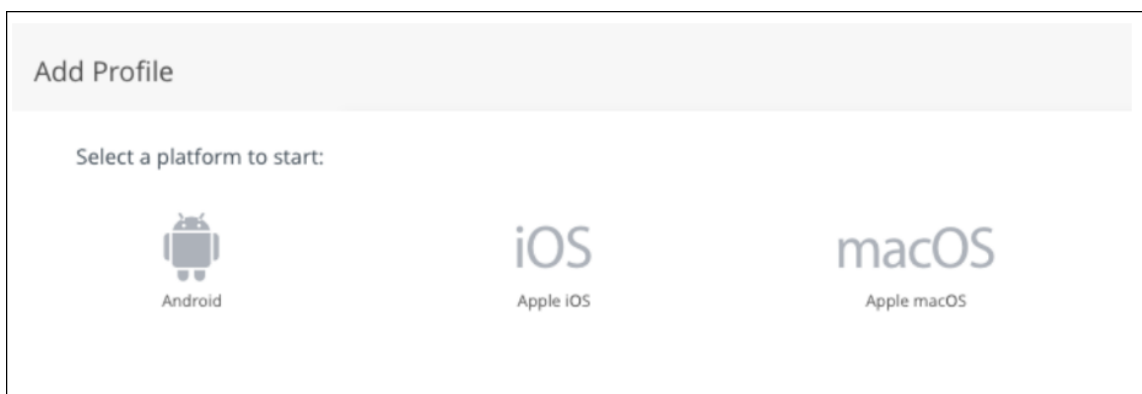 Add Profile
Select a platform to start:
iOS
macOS
Android
Apple iOS
Apple macOS